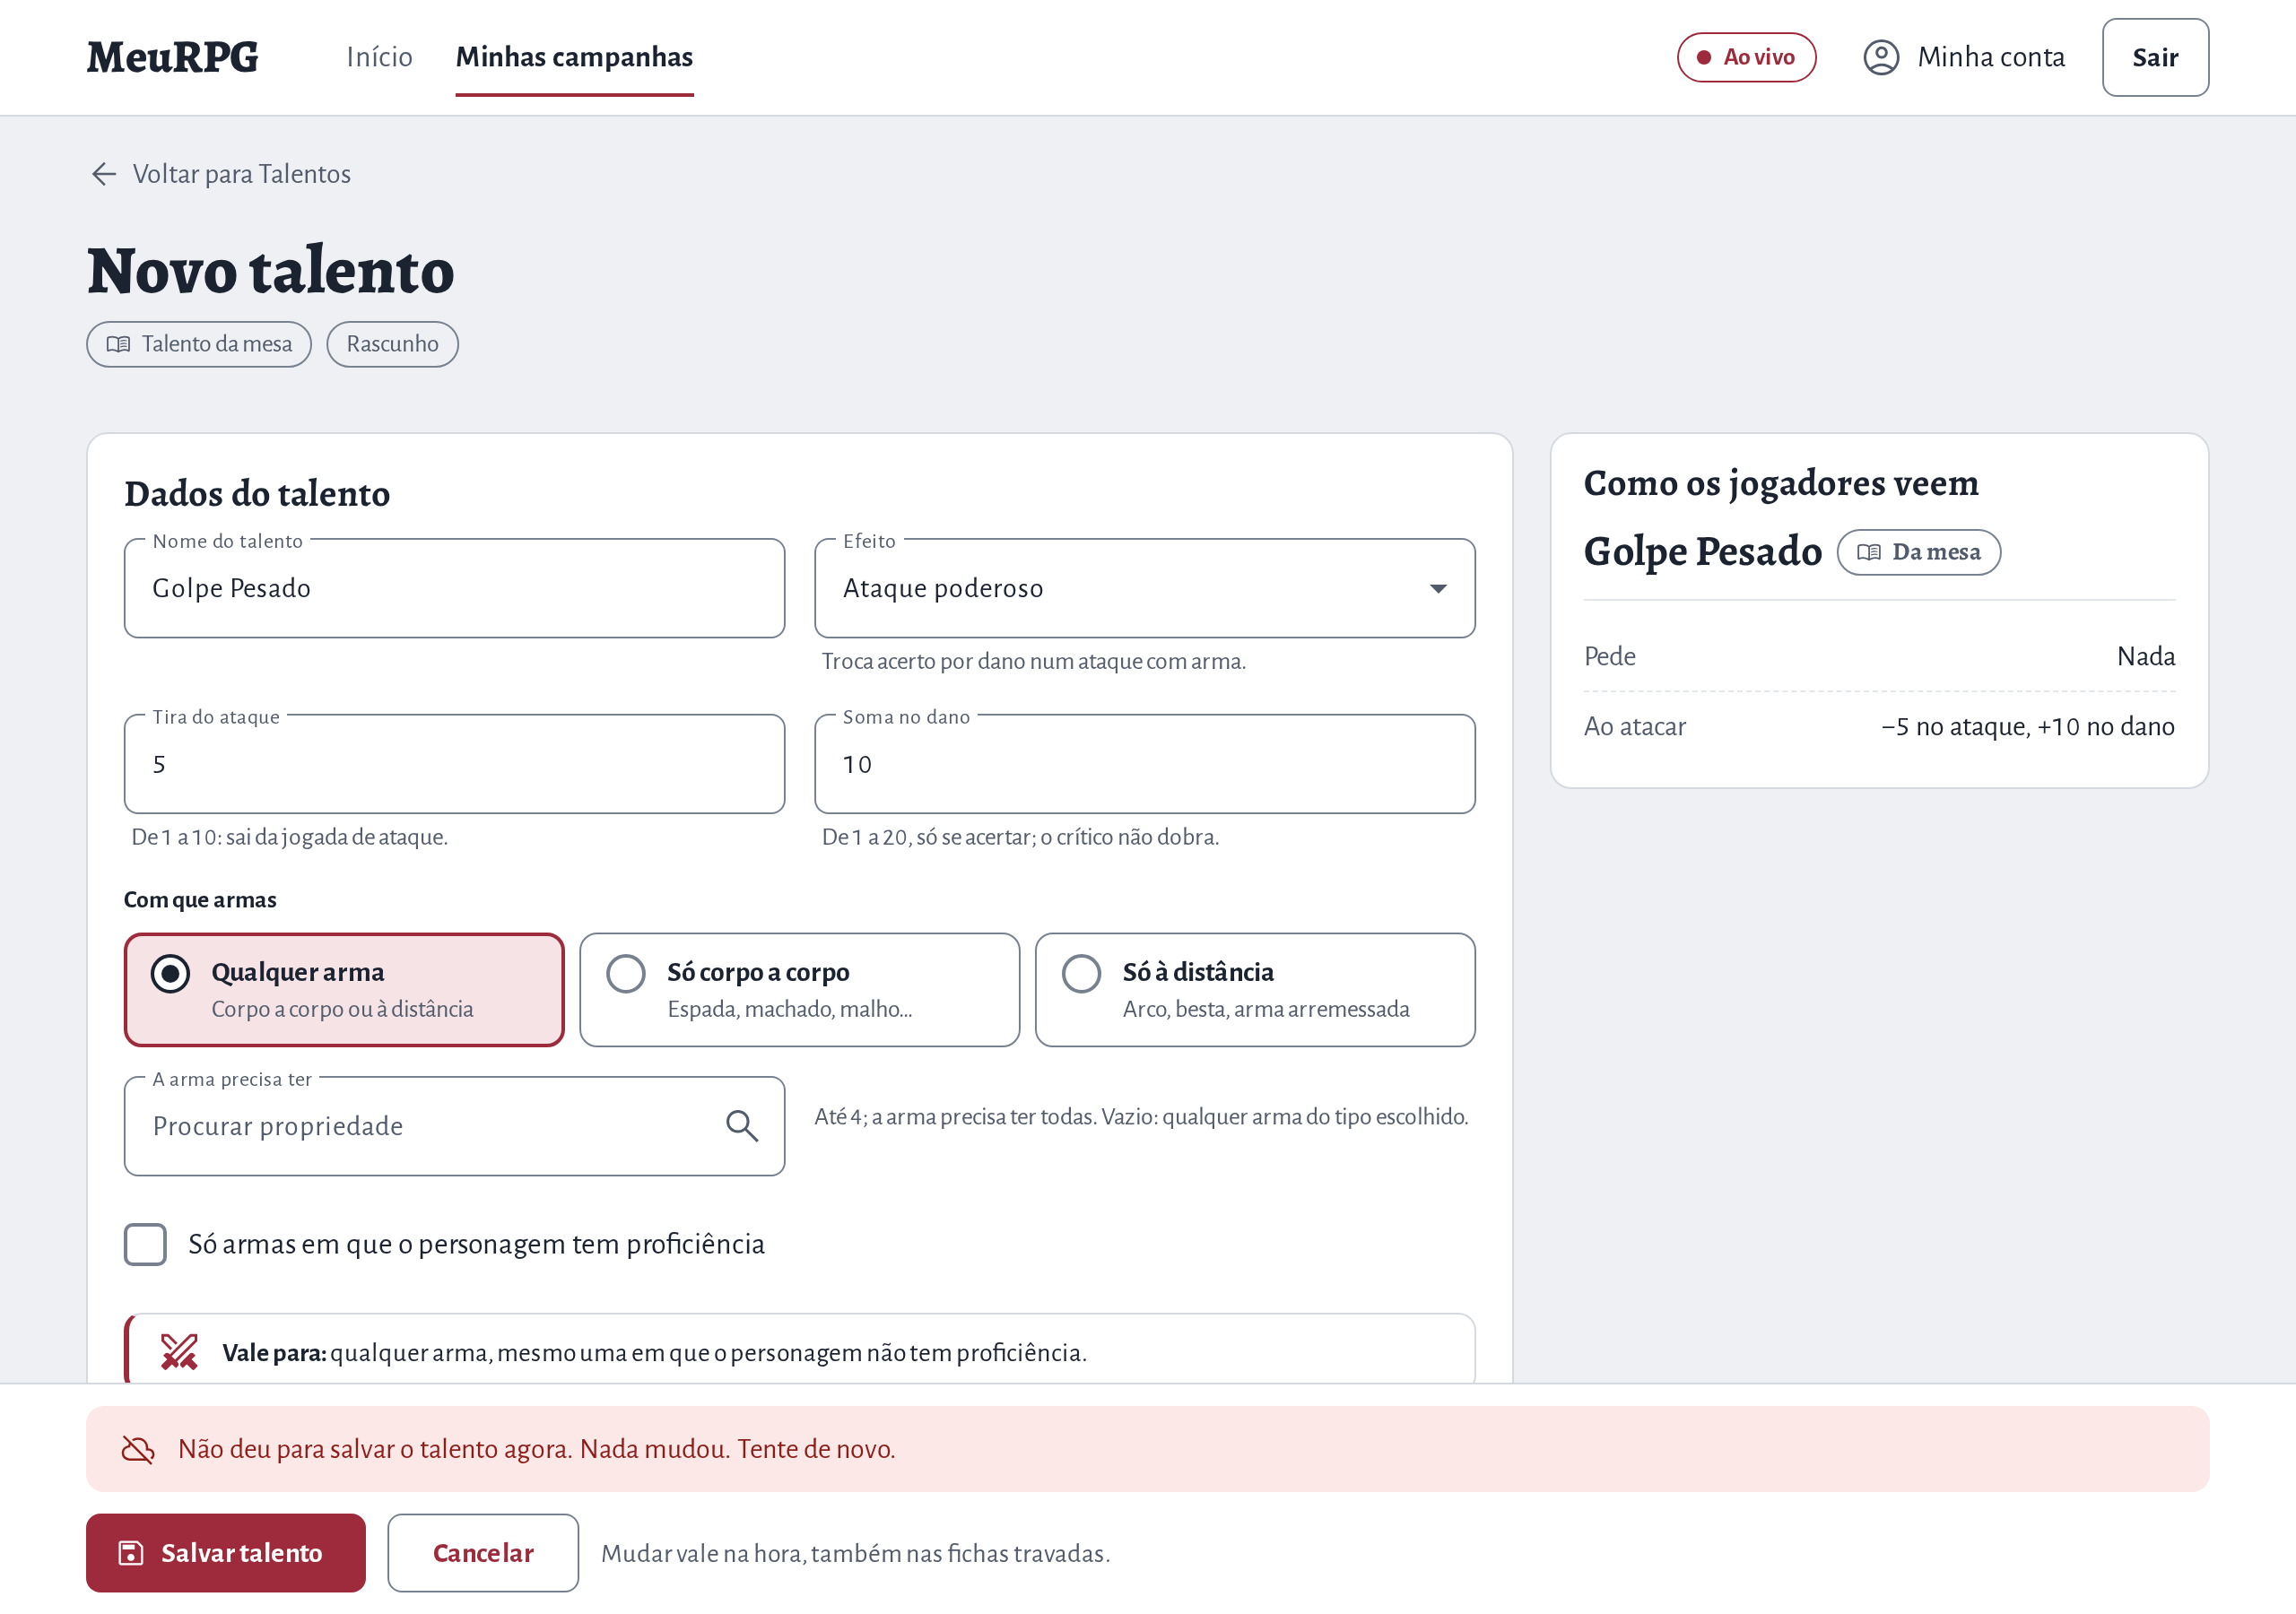 MeuRPG
Início
Minhas campanhas
Ao vivo
Minha conta
Sair
Voltar para Talentos
Novo talento
Talento da mesa
Rascunho
Dados do talento
Nome do talento
Golpe Pesado
Efeito
Ataque poderoso
Troca acerto por dano num ataque com arma.
Tira do ataque
5
De 1 a 10: sai da jogada de ataque.
Soma no dano
10
De 1 a 20, só se acertar; o crítico não dobra.
Com que armas
Qualquer arma
Corpo a corpo ou à distância
Só corpo a corpo
Espada, machado, malho...
Só à distância
Arco, besta, arma arremessada
A arma precisa ter
Procurar propriedade
Até 4; a arma precisa ter todas. Vazio: qualquer arma do tipo escolhido.
Só armas em que o personagem tem proficiência
Vale para: qualquer arma, mesmo uma em que o personagem não tem proficiência.
Como os jogadores veem
Golpe Pesado
Da mesa
Pede
Nada
Ao atacar
−5 no ataque, +10 no dano
Não deu para salvar o talento agora. Nada mudou. Tente de novo.
Salvar talento
Cancelar
Mudar vale na hora, também nas fichas travadas.